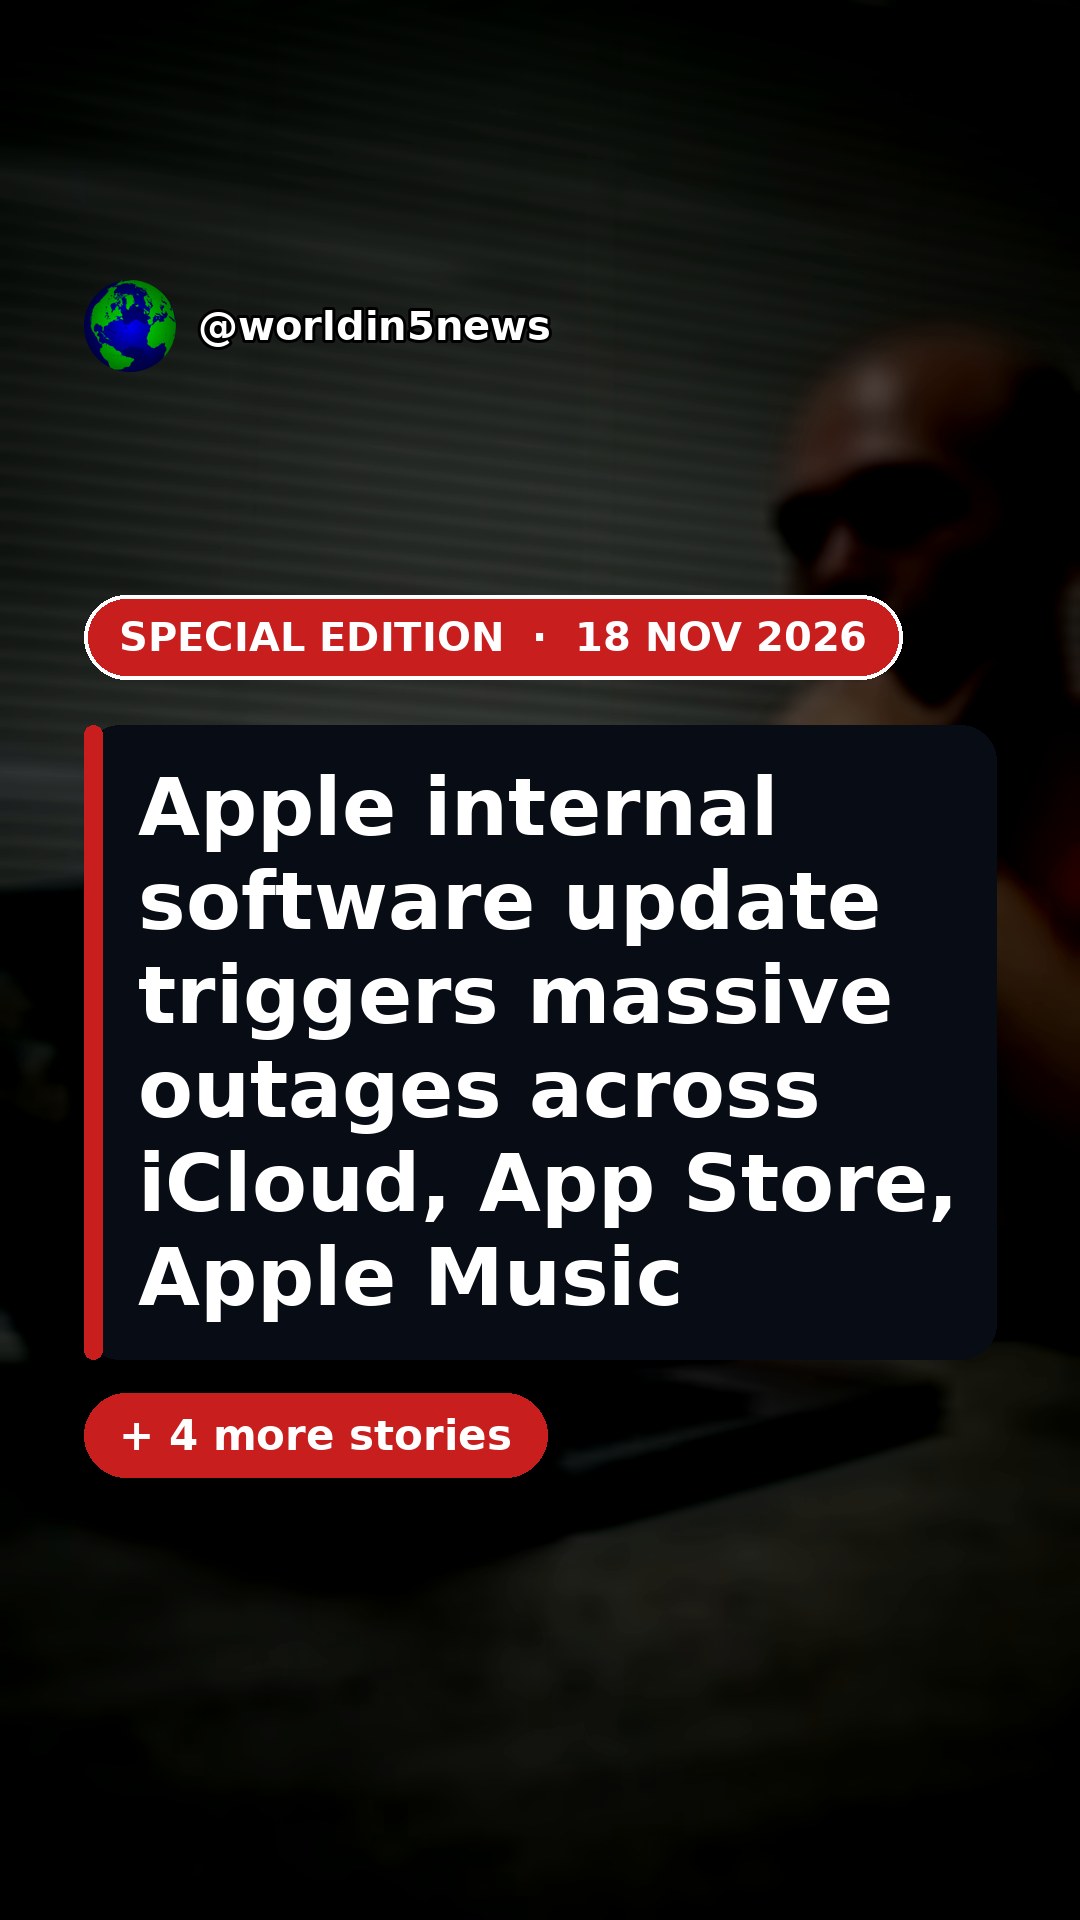 @worldin5news
SPECIAL EDITION · 18 NOV 2026
Apple internal
software update
triggers massive
outages across
iCloud, App Store,
Apple Music
+ 4 more stories